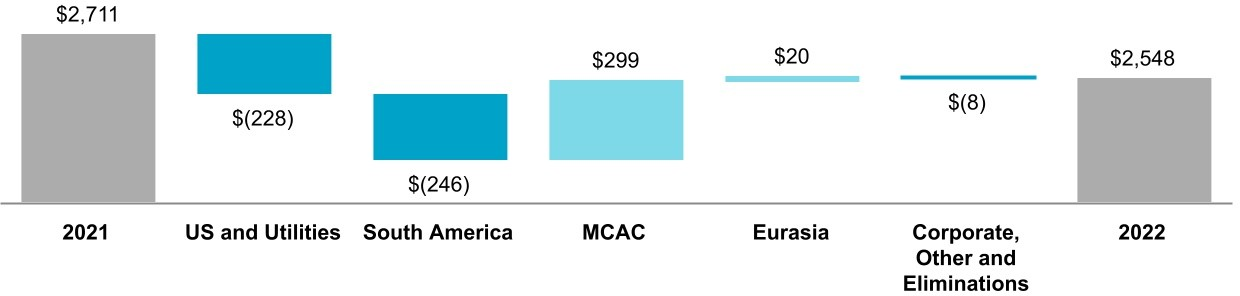 $2,711
$(228)
$(246)
$299
$20
$(8)
$2,548
2021
US and Utilities
South America
MCAC
Eurasia
Corporate,
Other and
Eliminations
2022